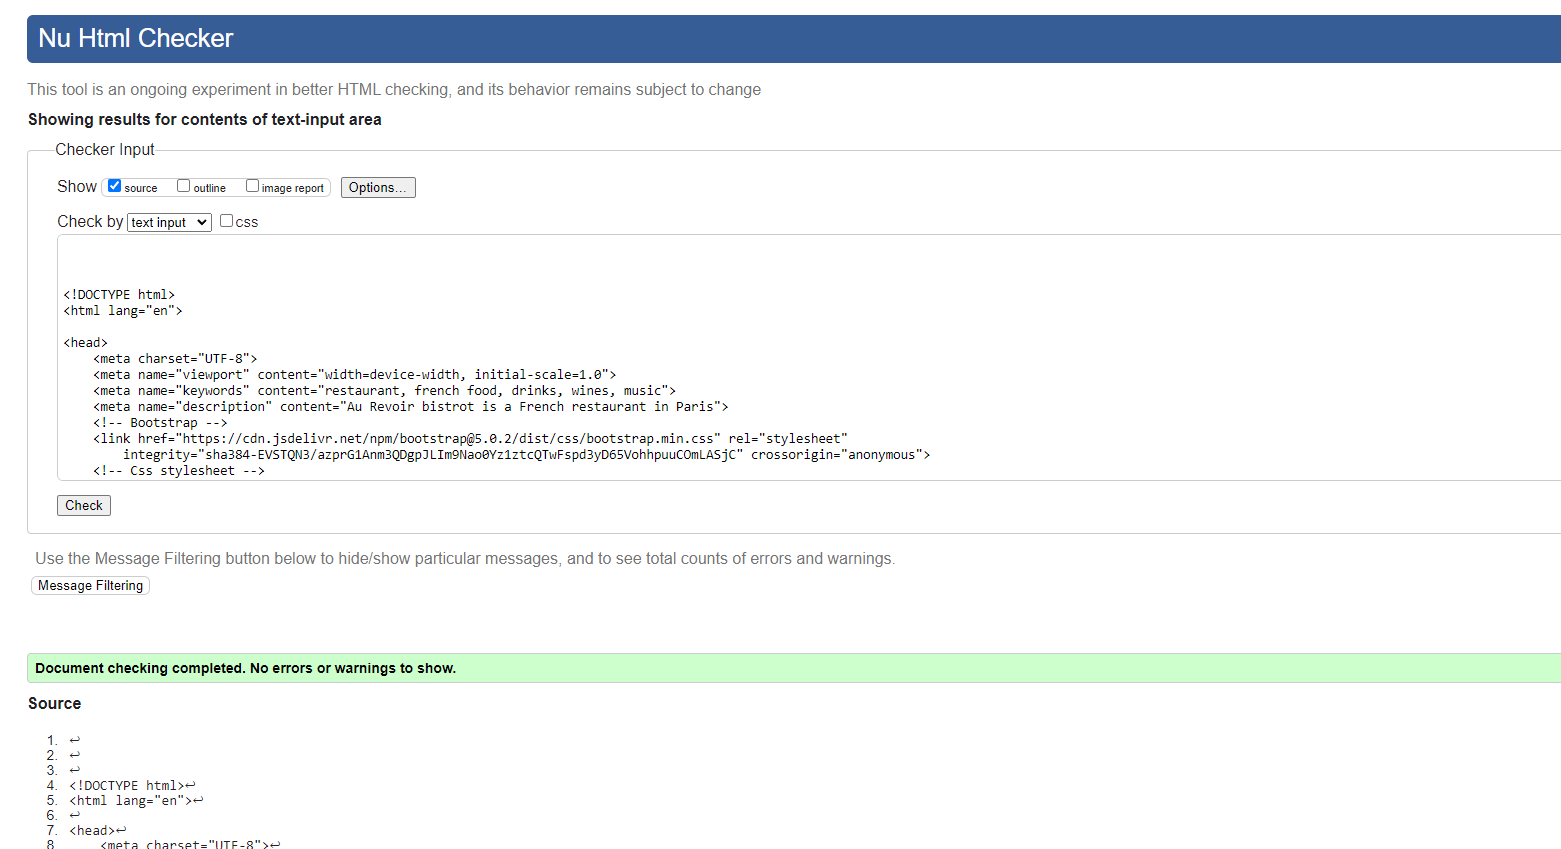 Nu Html Checker
This tool is an ongoing experiment in better HTML checking, and its behavior remains subject to change
Showing results for contents of text-input area
Checker Input
Show source outline image report Options...
Check by text input css
<!DOCTYPE html>
<html lang="en">
<head>
<meta charset="UTF-8">
<meta name="viewport" content="width=device-width, initial-scale=1.0">
<meta name="keywords" content="restaurant, french food, drinks, wines, music">
<meta name="description" content="Au Revoir bistrot is a French restaurant in Paris">
<!-- Bootstrap -->
<link href="https://cdn.jsdelivr.net/npm/bootstrap@5.0.2/dist/css/bootstrap.min.css" rel="stylesheet"
integrity="sha384-EVSTQN3/azprG1Anm3QDgpJLIm9Nao0Yz1ztcQTwFspd3yD65VohhpuuCOmLASjC" crossorigin="anonymous">
<!-- Css stylesheet -->
Check
Use the Message Filtering button below to hide/show particular messages, and to see total counts of errors and warnings.
Message Filtering
Document checking completed. No errors or warnings to show.
Source
1. ↩
2. ↩
3. ↩
4. <!DOCTYPE html>↩
5. <html lang="en">↩
6. ↩
7. <head>↩
8 <meta charset="UTF-8">↩